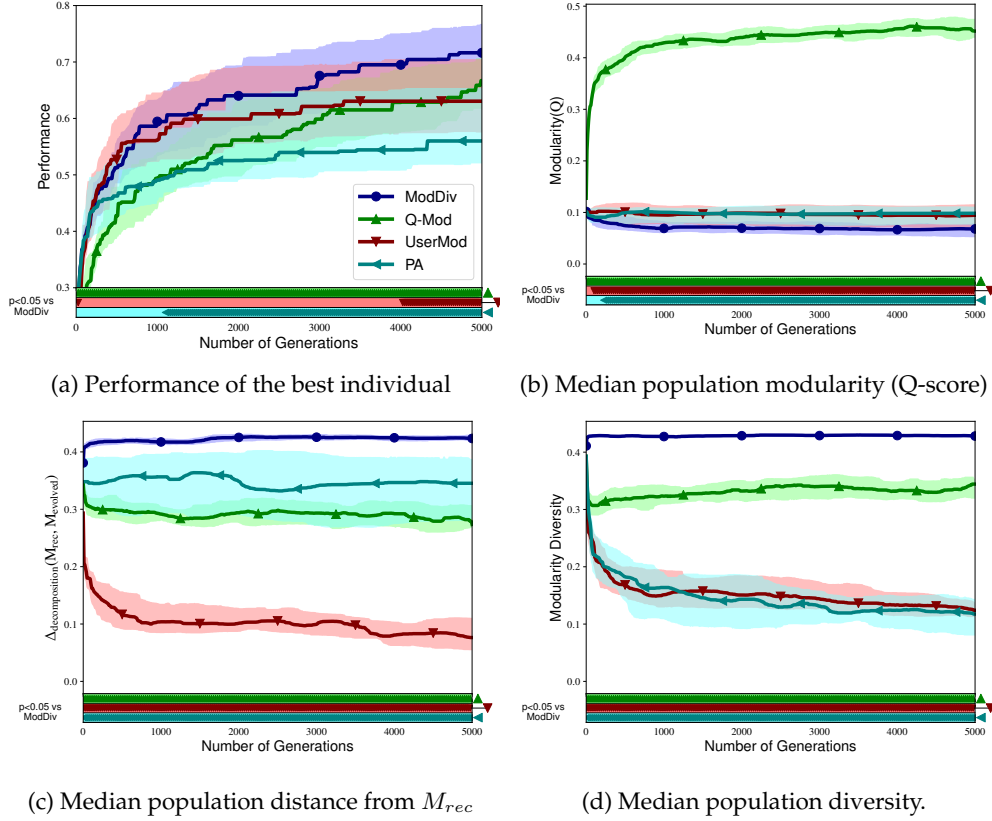 Performance
0.7
0.6
0.5
0.4
0.3
ModDiv
Q-Mod
UserMod
PA
p<0.05 vs
ModDiv
0 1000 2000 3000 4000 5000
Number of Generations
(a) Performance of the best individual
Modularity(Q)
0.5
0.4
0.3
0.2
0.1
0.0
0 1000 2000 3000 4000 5000
Number of Generations
(b) Median population modularity (Q-score)
Δdecomposition(Mrec, Mevolved)
0.4
0.3
0.2
0.1
0.0
p<0.05 vs
ModDiv
0 1000 2000 3000 4000 5000
Number of Generations
(c) Median population distance from Mrec
Modularity Diversity
0.4
0.3
0.2
0.1
0.0
p<0.05 vs
ModDiv
0 1000 2000 3000 4000 5000
Number of Generations
(d) Median population diversity.